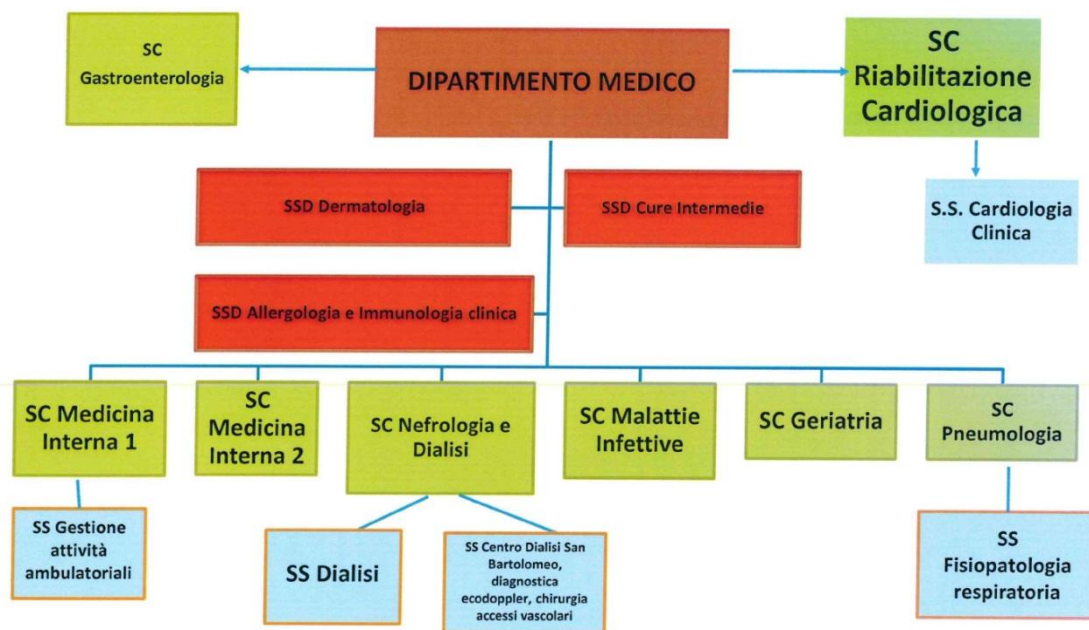 SC
Gastroenterologia
DIPARTIMENTO MEDICO
SC
Riabilitazione
Cardiologica
S.S. Cardiologia
Clinica
SSD Dermatologia
SSD Cure Intermedie
SSD Allergologia e Immunologia clinica
SC Medicina
Interna 1
SC
Medicina
Interna 2
SC Nefrologia e
Dialisi
SC Malattie
Infettive
SC Geriatria
SC
Pneumologia
SS Gestione
attività
ambulatoriali
SS Dialisi
SS Centro Dialisi San
Bartolomeo,
diagnostica
ecodoppler, chirurgia
accessi vascolari
SS
Fisiopatologia
respiratoria